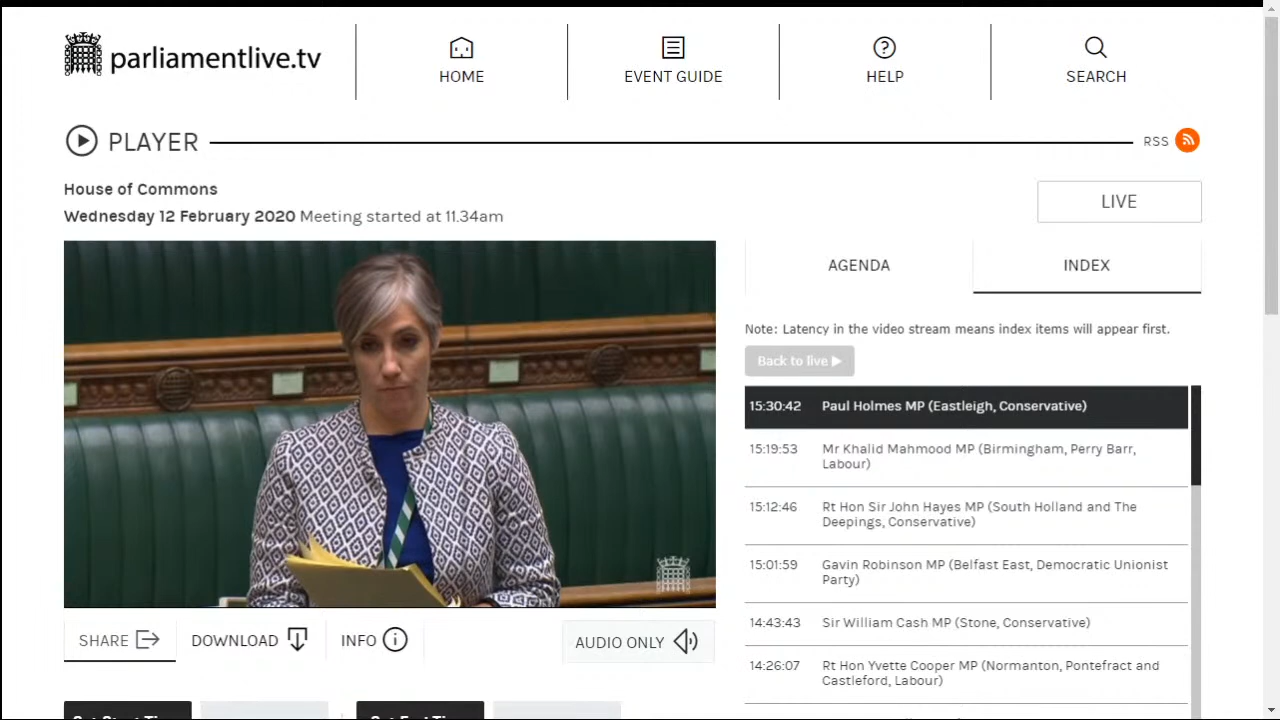 parliamentlive.tv
HOME
EVENT GUIDE
HELP
SEARCH
PLAYER
RSS
House of Commons
Wednesday 12 February 2020 Meeting started at 11.34am
LIVE
AGENDA
INDEX
Note: Latency in the video stream means index items will appear first.
Back to live
15:30:42 Paul Holmes MP (Eastleigh, Conservative)
15:19:53 Mr Khalid Mahmood MP (Birmingham, Perry Barr,
Labour)
15:12:46 Rt Hon Sir John Hayes MP (South Holland and The
Deepings, Conservative)
15:01:59 Gavin Robinson MP (Belfast East, Democratic Unionist
Party)
14:43:43 Sir William Cash MP (Stone, Conservative)
14:26:07 Rt Hon Yvette Cooper MP (Normanton, Pontefract and
Castleford, Labour)
SHARE
DOWNLOAD
INFO
AUDIO ONLY